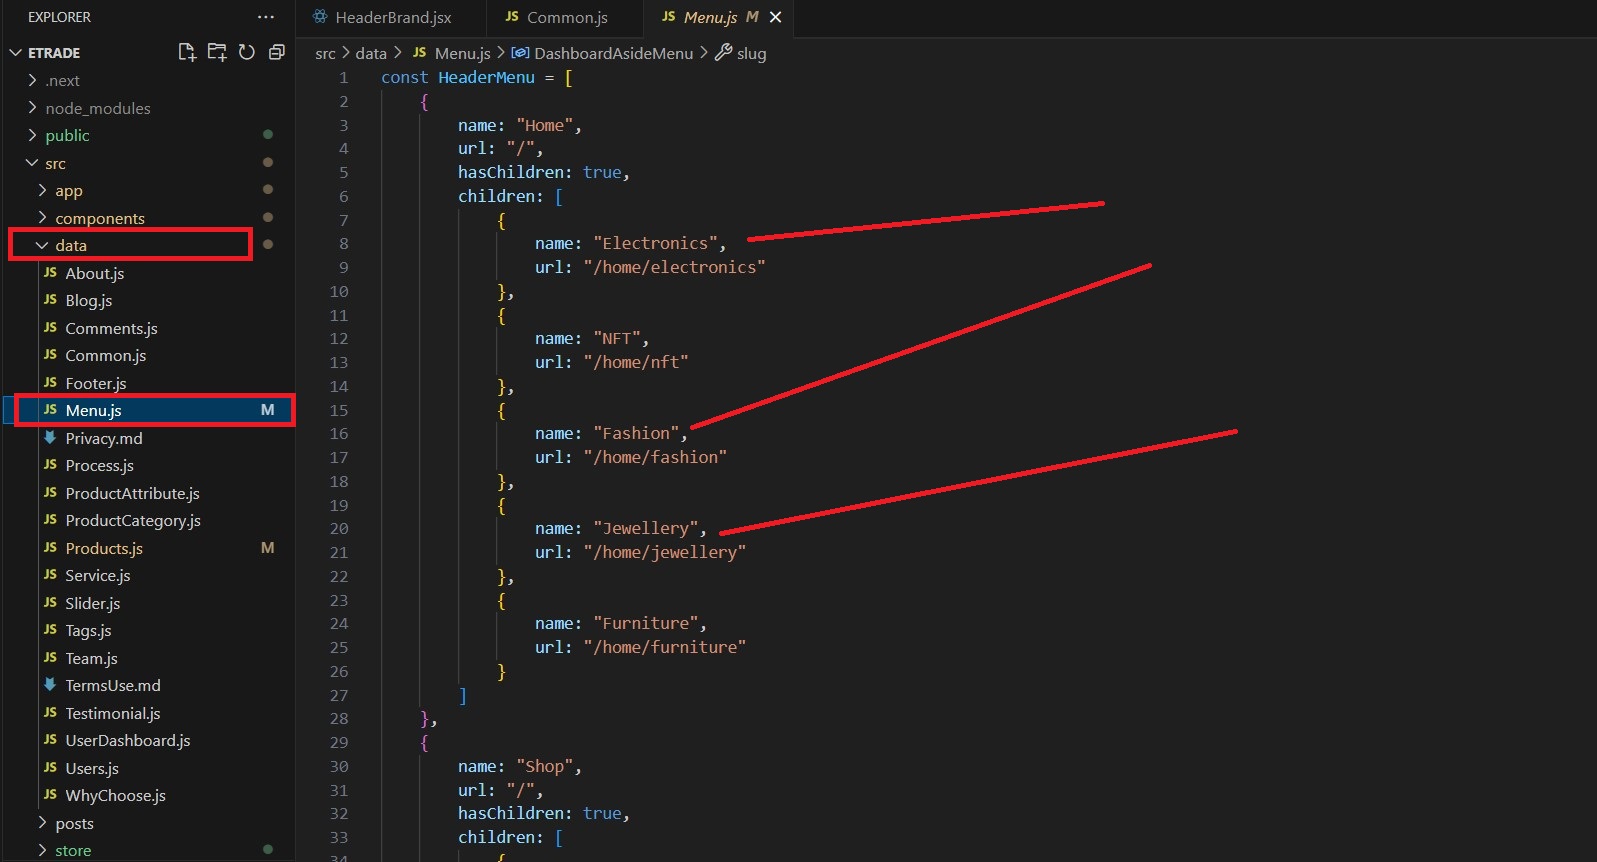 EXPLORER
HeaderBrand.jsx
JS Common.js
JS Menu.js M
ETRADE
src > data > JS Menu.js > DashboardAsideMenu > slug
.next
node_modules
public
src
app
components
data
JS About.js
JS Blog.js
JS Comments.js
JS Common.js
JS Footer.js
JS Menu.js M
Privacy.md
JS Process.js
JS ProductAttribute.js
JS ProductCategory.js
JS Products.js M
JS Service.js
JS Slider.js
JS Tags.js
JS Team.js
TermsUse.md
JS Testimonial.js
JS UserDashboard.js
JS Users.js
JS WhyChoose.js
posts
store
1 const HeaderMenu = [
2 {
3 name: "Home",
4 url: "/",
5 hasChildren: true,
6 children: [
7 {
8 name: "Electronics",
9 url: "/home/electronics"
10 },
11 {
12 name: "NFT",
13 url: "/home/nft"
14 },
15 {
16 name: "Fashion",
17 url: "/home/fashion"
18 },
19 {
20 name: "Jewellery",
21 url: "/home/jewellery"
22 },
23 {
24 name: "Furniture",
25 url: "/home/furniture"
26 }
27 ]
28 },
29 {
30 name: "Shop",
31 url: "/",
32 hasChildren: true,
33 children: [
34 {